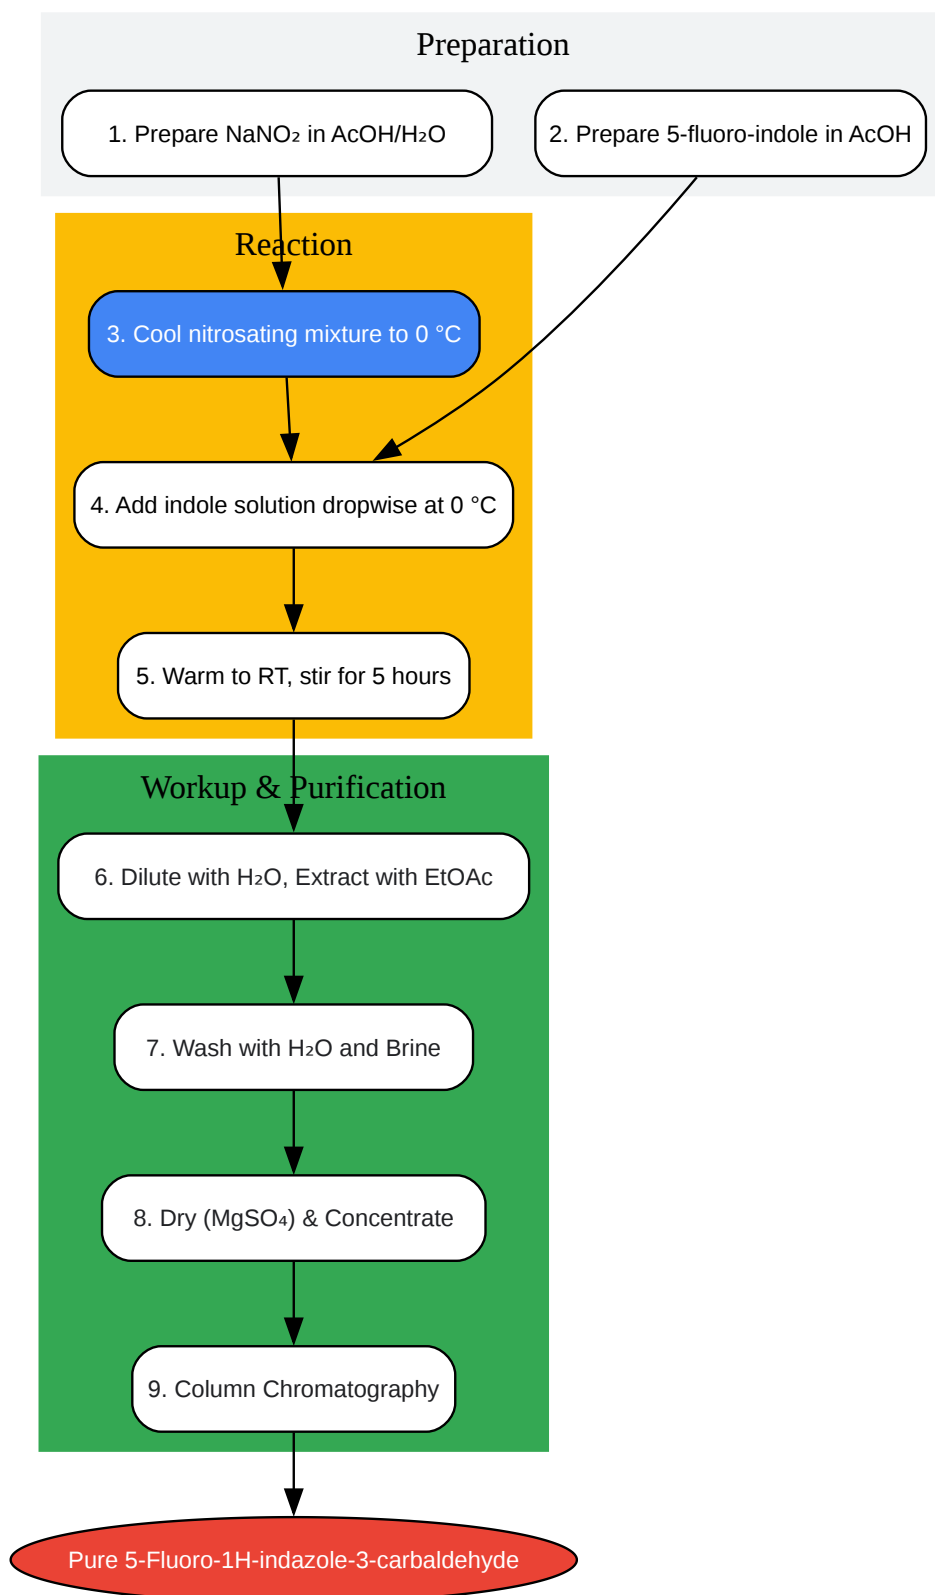 Preparation
1. Prepare NaNO₂ in AcOH/H₂O
2. Prepare 5-fluoro-indole in AcOH
Reaction
3. Cool nitrosating mixture to 0 °C
4. Add indole solution dropwise at 0 °C
5. Warm to RT, stir for 5 hours
Workup & Purification
6. Dilute with H₂O, Extract with EtOAc
7. Wash with H₂O and Brine
8. Dry (MgSO₄) & Concentrate
9. Column Chromatography
Pure 5-Fluoro-1H-indazole-3-carbaldehyde